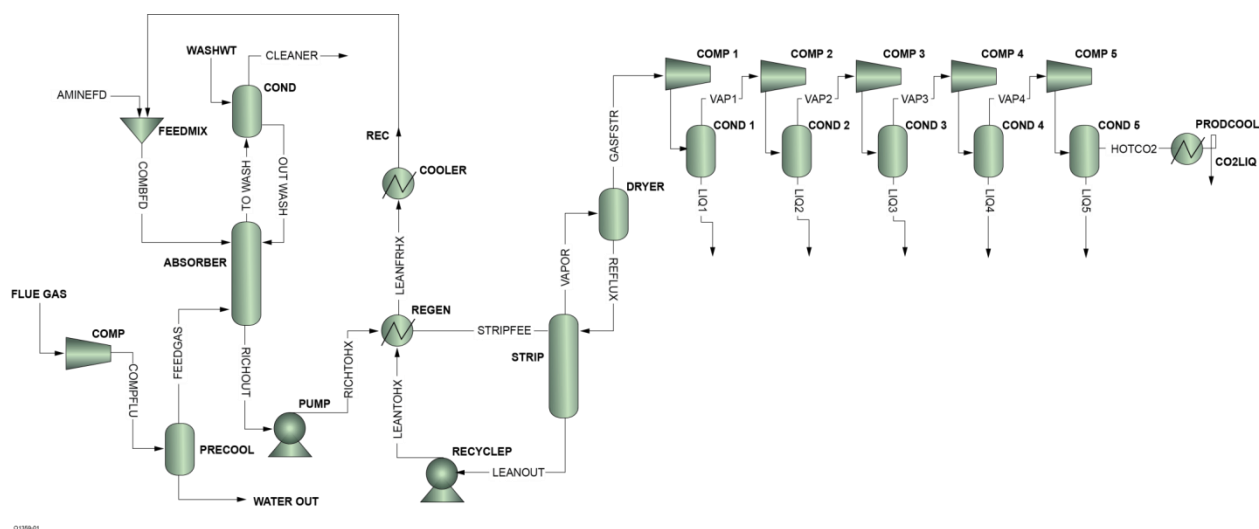 COMP 1
COMP 2
COMP 3
COMP 4
COMP 5
WASHWT
CLEANER
COND
AMINEFD
FEEDMIX
REC
GASFSTR
VAP1
VAP2
VAP3
VAP4
COND 1
COND 2
COND 3
COND 4
COND 5
HOTCO2
PRODCOOL
CO2LIQ
COMBFD
TO WASH
OUT WASH
COOLER
DRYER
LIQ1
LIQ2
LIQ3
LIQ4
LIQ5
ABSORBER
LEANFRHX
VAPOR
REFLUX
FLUE GAS
COMP
FEEDGAS
REGEN
STRIPFEE
STRIP
COMPFLU
RICHOUT
PUMP
RICHTOHX
LEANTOHX
PRECOOL
RECYCLEP
LEANOUT
WATER OUT